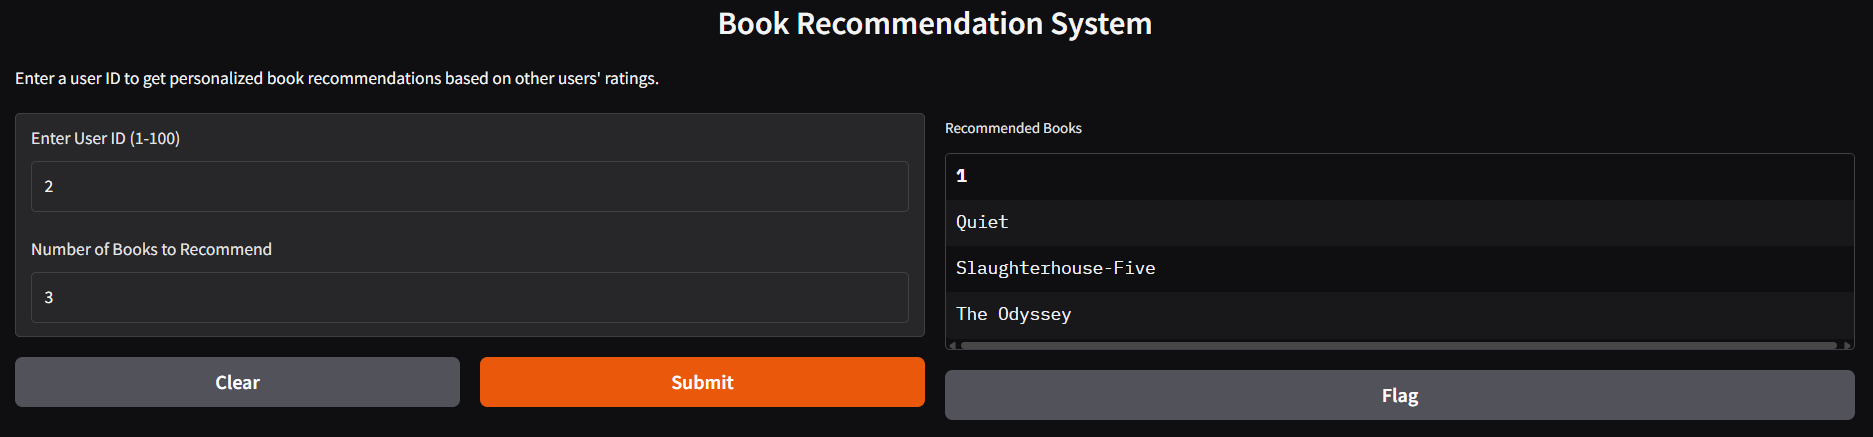 Book Recommendation System
Enter a user ID to get personalized book recommendations based on other users' ratings.
Enter User ID (1-100)
2
Number of Books to Recommend
3
Clear
Submit
Recommended Books
1
Quiet
Slaughterhouse-Five
The Odyssey
Flag